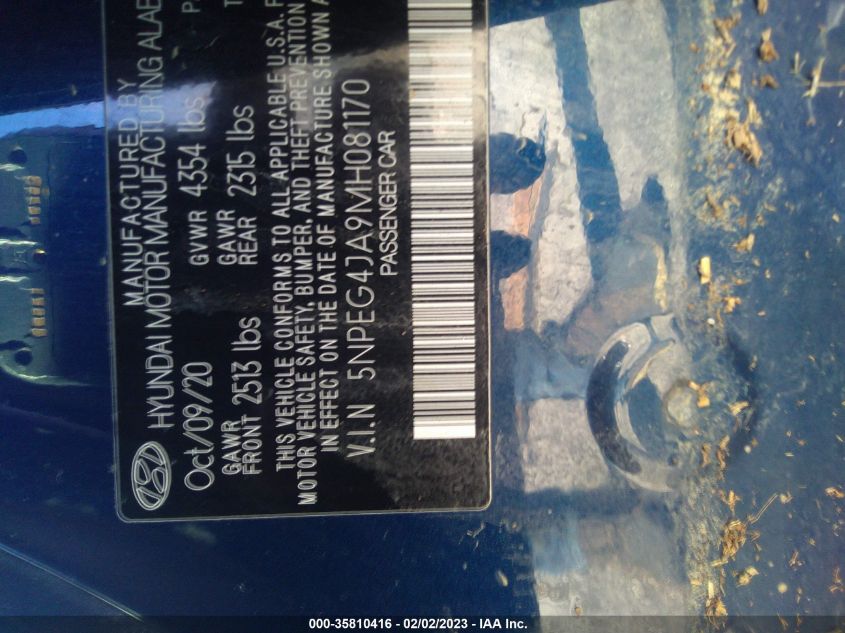 MANUFACTURED BY
HYUNDAI MOTOR MANUFACTURING
Oct/09/20 GVWR 4354 lbs
GAWR GAWR
FRONT 2513 lbs REAR 2315 lbs
THIS VEHICLE CONFORMS TO ALL APPLICABLE U.S.A.
MOTOR VEHICLE SAFETY, BUMPER, AND THEFT PREVENTION
IN EFFECT ON THE DATE OF MANUFACTURE SHOWN
V.I.N 5NPEG4JA9MH081170
PASSENGER CAR
000-35810416 - 02/02/2023 - IAA Inc.